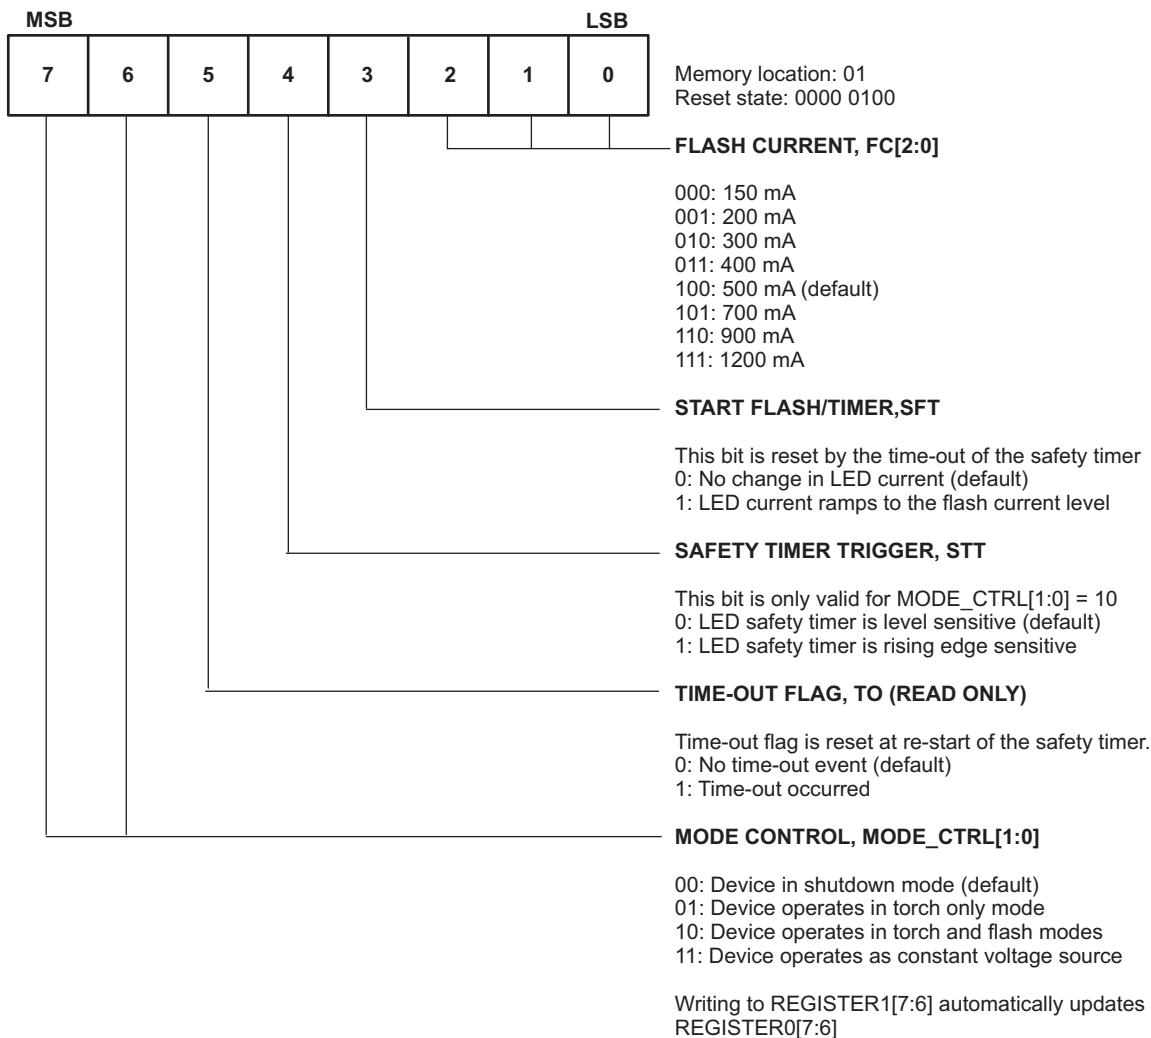 MSB LSB
7 6 5 4 3 2 1 0
Memory location: 01
Reset state: 0000 0100
FLASH CURRENT, FC[2:0]
000: 150 mA
001: 200 mA
010: 300 mA
011: 400 mA
100: 500 mA (default)
101: 700 mA
110: 900 mA
111: 1200 mA
START FLASH/TIMER,SFT
This bit is reset by the time-out of the safety timer
0: No change in LED current (default)
1: LED current ramps to the flash current level
SAFETY TIMER TRIGGER, STT
This bit is only valid for MODE_CTRL[1:0] = 10
0: LED safety timer is level sensitive (default)
1: LED safety timer is rising edge sensitive
TIME-OUT FLAG, TO (READ ONLY)
Time-out flag is reset at re-start of the safety timer.
0: No time-out event (default)
1: Time-out occurred
MODE CONTROL, MODE_CTRL[1:0]
00: Device in shutdown mode (default)
01: Device operates in torch only mode
10: Device operates in torch and flash modes
11: Device operates as constant voltage source
Writing to REGISTER1[7:6] automatically updates
REGISTER0[7:6]